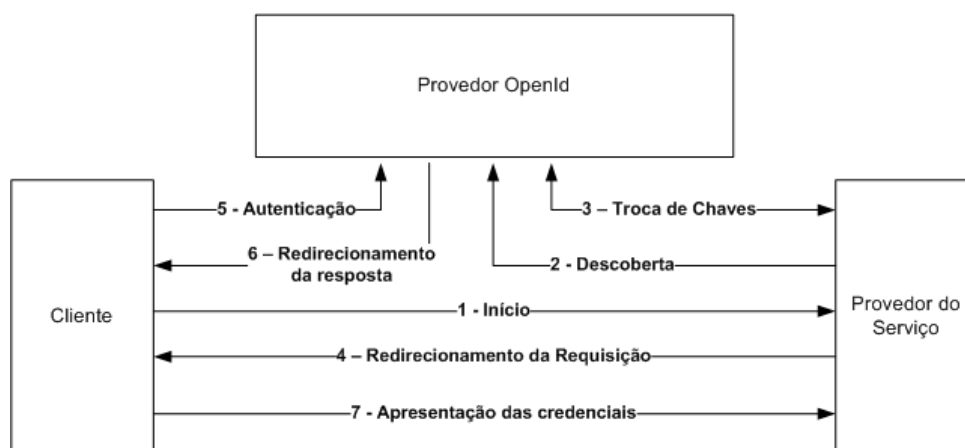 Provedor OpenId
5 - Autenticação
3 – Troca de Chaves
6 – Redirecionamento
da resposta
2 - Descoberta
Cliente
1 - Início
Provedor do
Serviço
4 – Redirecionamento da Requisição
7 - Apresentação das credenciais